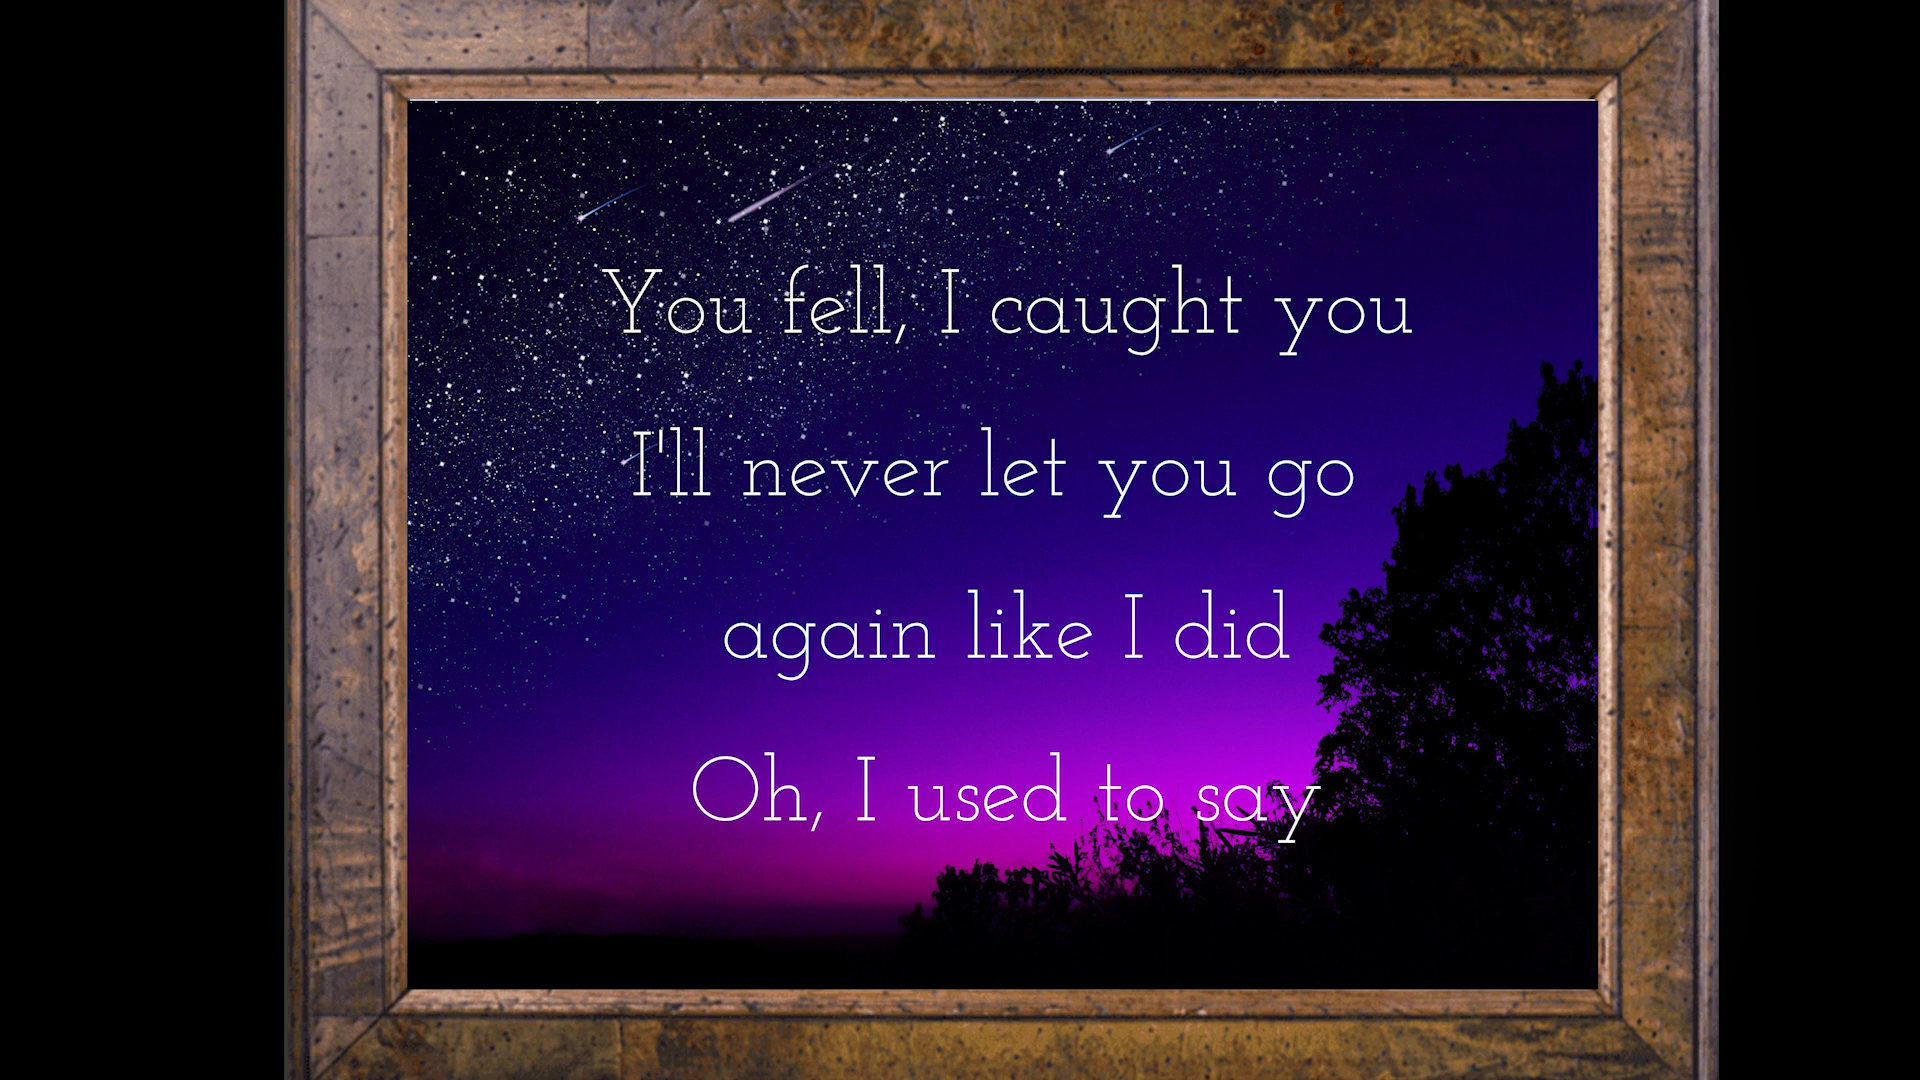 You fell, I caught you
I'll never let you go
again like I did
Oh, I used to say